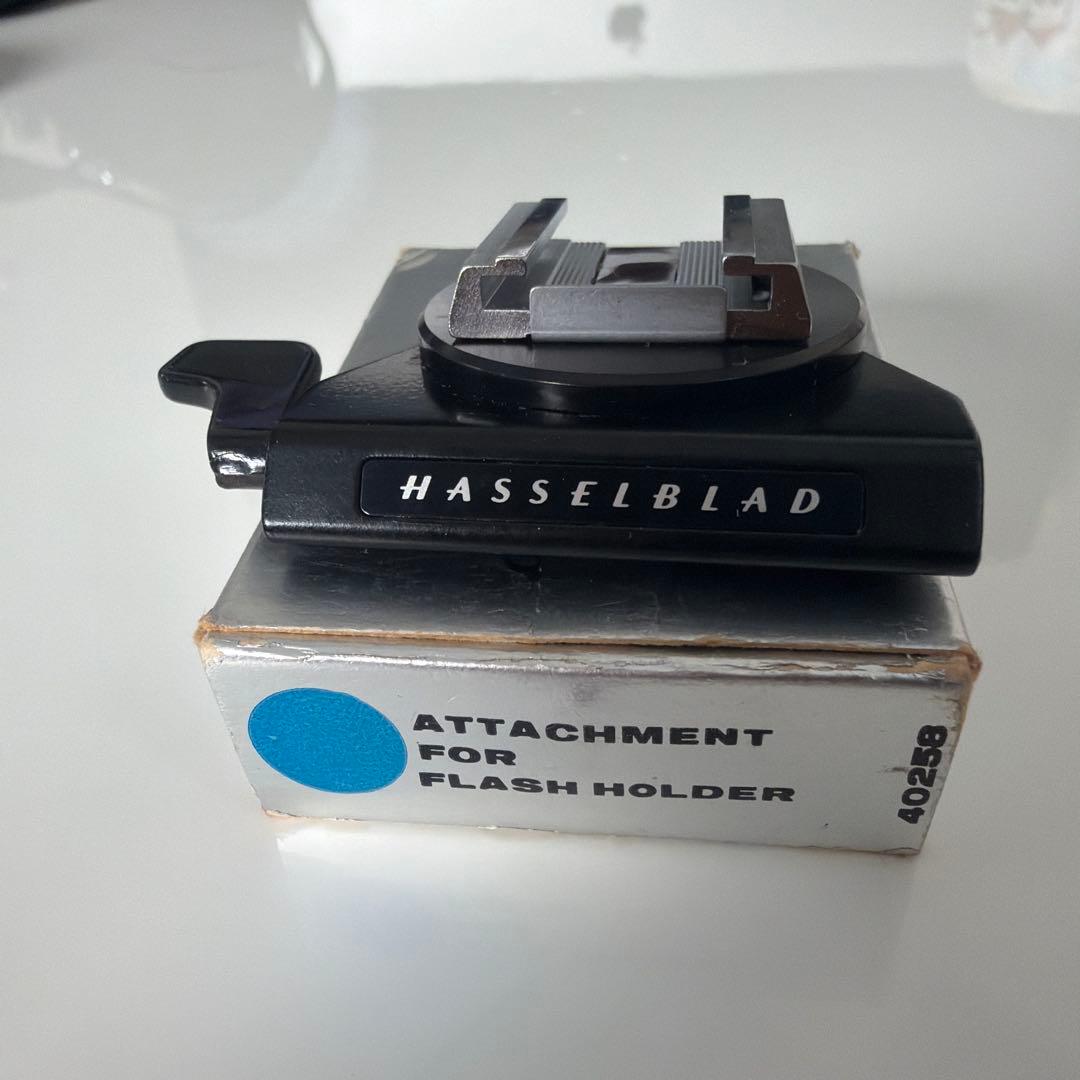 HASSELBLAD
ATTACHMENT
FOR
FLASH HOLDER
40258